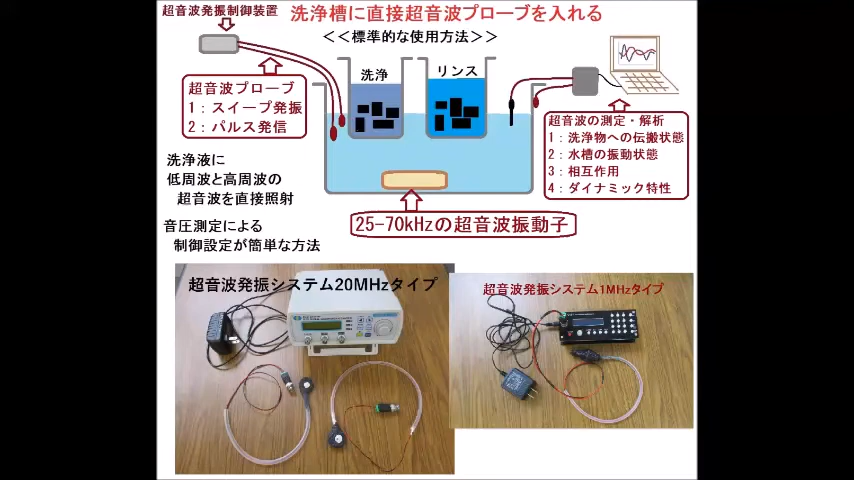 超音波発振制御装置
洗浄槽に直接超音波プローブを入れる
＜＜標準的な使用方法＞＞
洗浄
リンス
超音波プローブ
1：スイープ発振
2：パルス発信
超音波の測定・解析
1：洗浄物への伝搬状態
2：水槽の振動状態
3：相互作用
4：ダイナミック特性
洗浄液に
低周波と高周波の
超音波を直接照射
25-70kHzの超音波振動子
音圧測定による
制御設定が簡単な方法
超音波発振システム20MHzタイプ
超音波発振システム1MHzタイプ